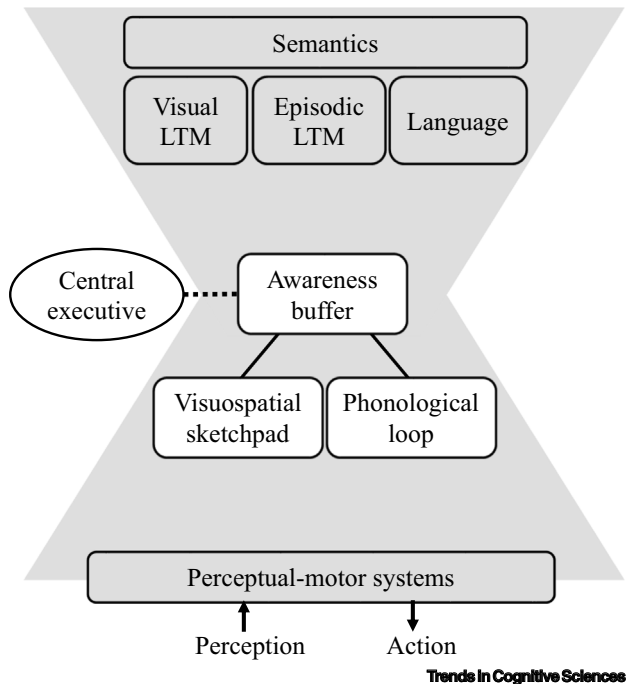 Semantics
Visual
LTM
Episodic
LTM
Language
Central
executive
Awareness
buffer
Visuospatial
sketchpad
Phonological
loop
Perceptual-motor systems
Perception
Action
Trends in Cognitive Sciences